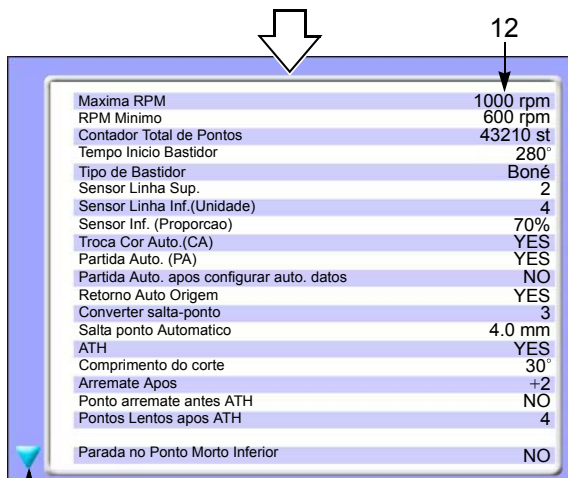 12
Maxima RPM 1000 rpm
RPM Minimo 600 rpm
Contador Total de Pontos 43210 st
Tempo Inicio Bastidor 280°
Tipo de Bastidor Boné
Sensor Linha Sup. 2
Sensor Linha Inf.(Unidade) 4
Sensor Inf. (Proporcao) 70%
Troca Cor Auto.(CA) YES
Partida Auto. (PA) YES
Partida Auto. apos configurar auto. datos NO
Retorno Auto Origem YES
Converter salta-ponto 3
Salta ponto Automatico 4.0 mm
ATH YES
Comprimento do corte 30°
Arremate Apos +2
Ponto arremate antes ATH NO
Pontos Lentos apos ATH 4
Parada no Ponto Morto Inferior NO